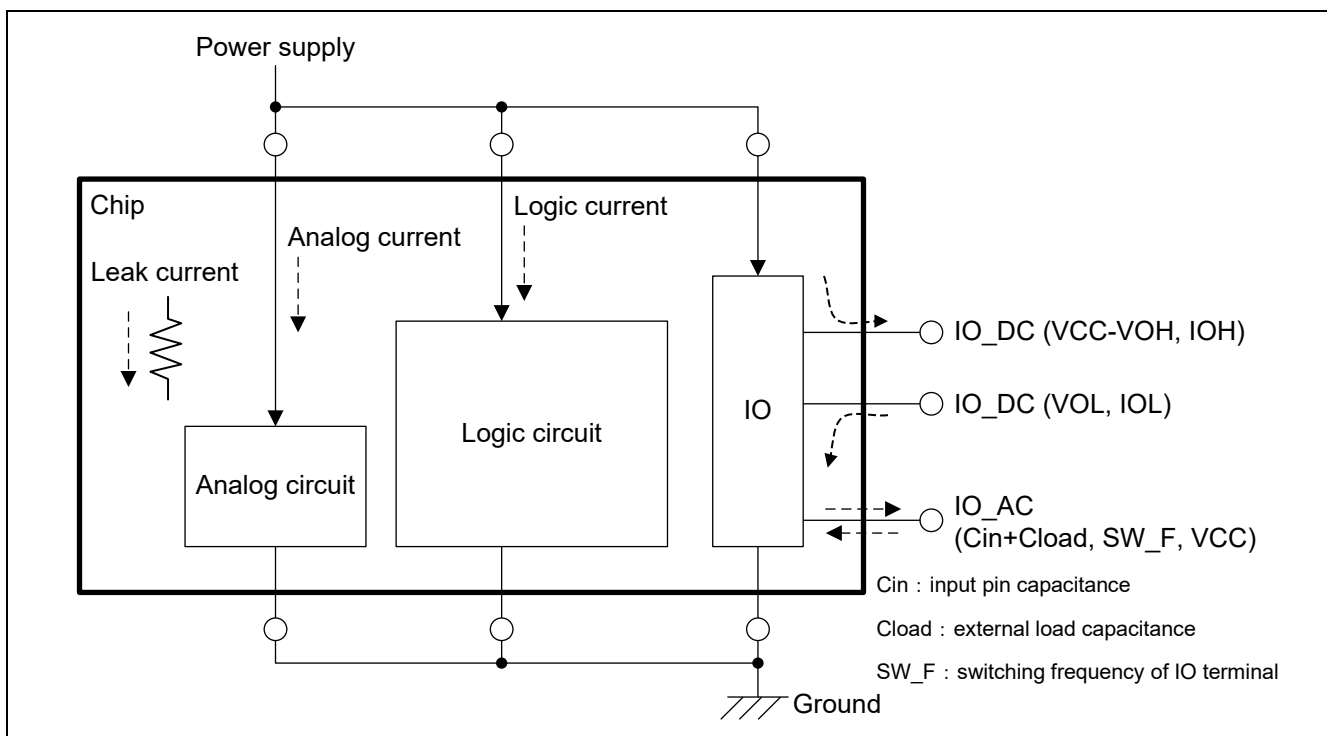 Power supply
Chip
Logic current
Analog current
Leak current
IO_DC (VCC-VOH, IOH)
IO
IO_DC (VOL, IOL)
Logic circuit
Analog circuit
IO_AC
(Cin+Cload, SW_F, VCC)
Cin : input pin capacitance
Cload : external load capacitance
SW_F : switching frequency of IO terminal
Ground